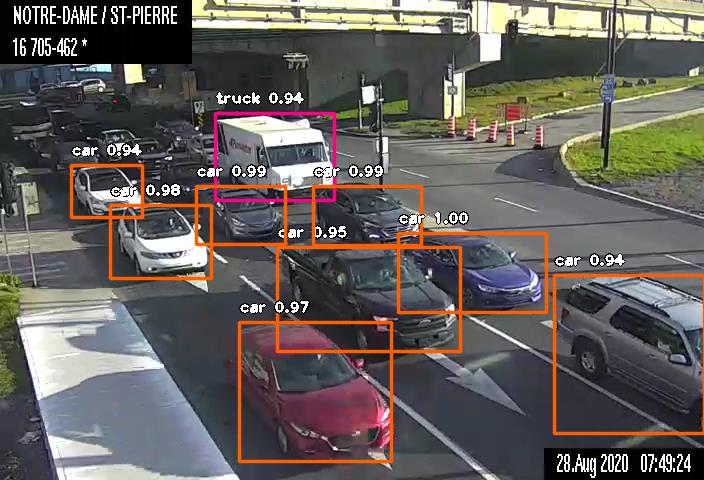 NOTRE-DAME / ST-PIERRE
16 705-462 *
truck 0.94
car 0.94
car 0.99
car 0.99
car 0.98
car 1.00
car 0.95
car 0.94
car 0.97
28.Aug 2020 07:49:24